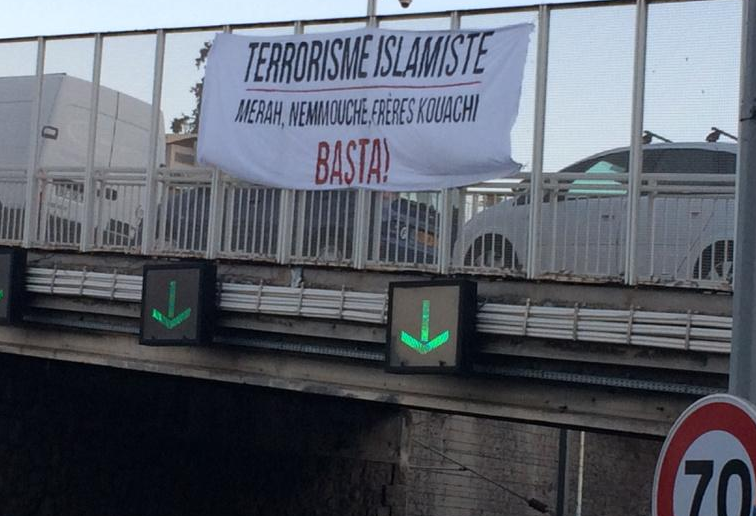 TERRORISME ISLAMISTE
MERAH, NEMMOUCHE, FRÈRES KOUACHI
BASTA!
70